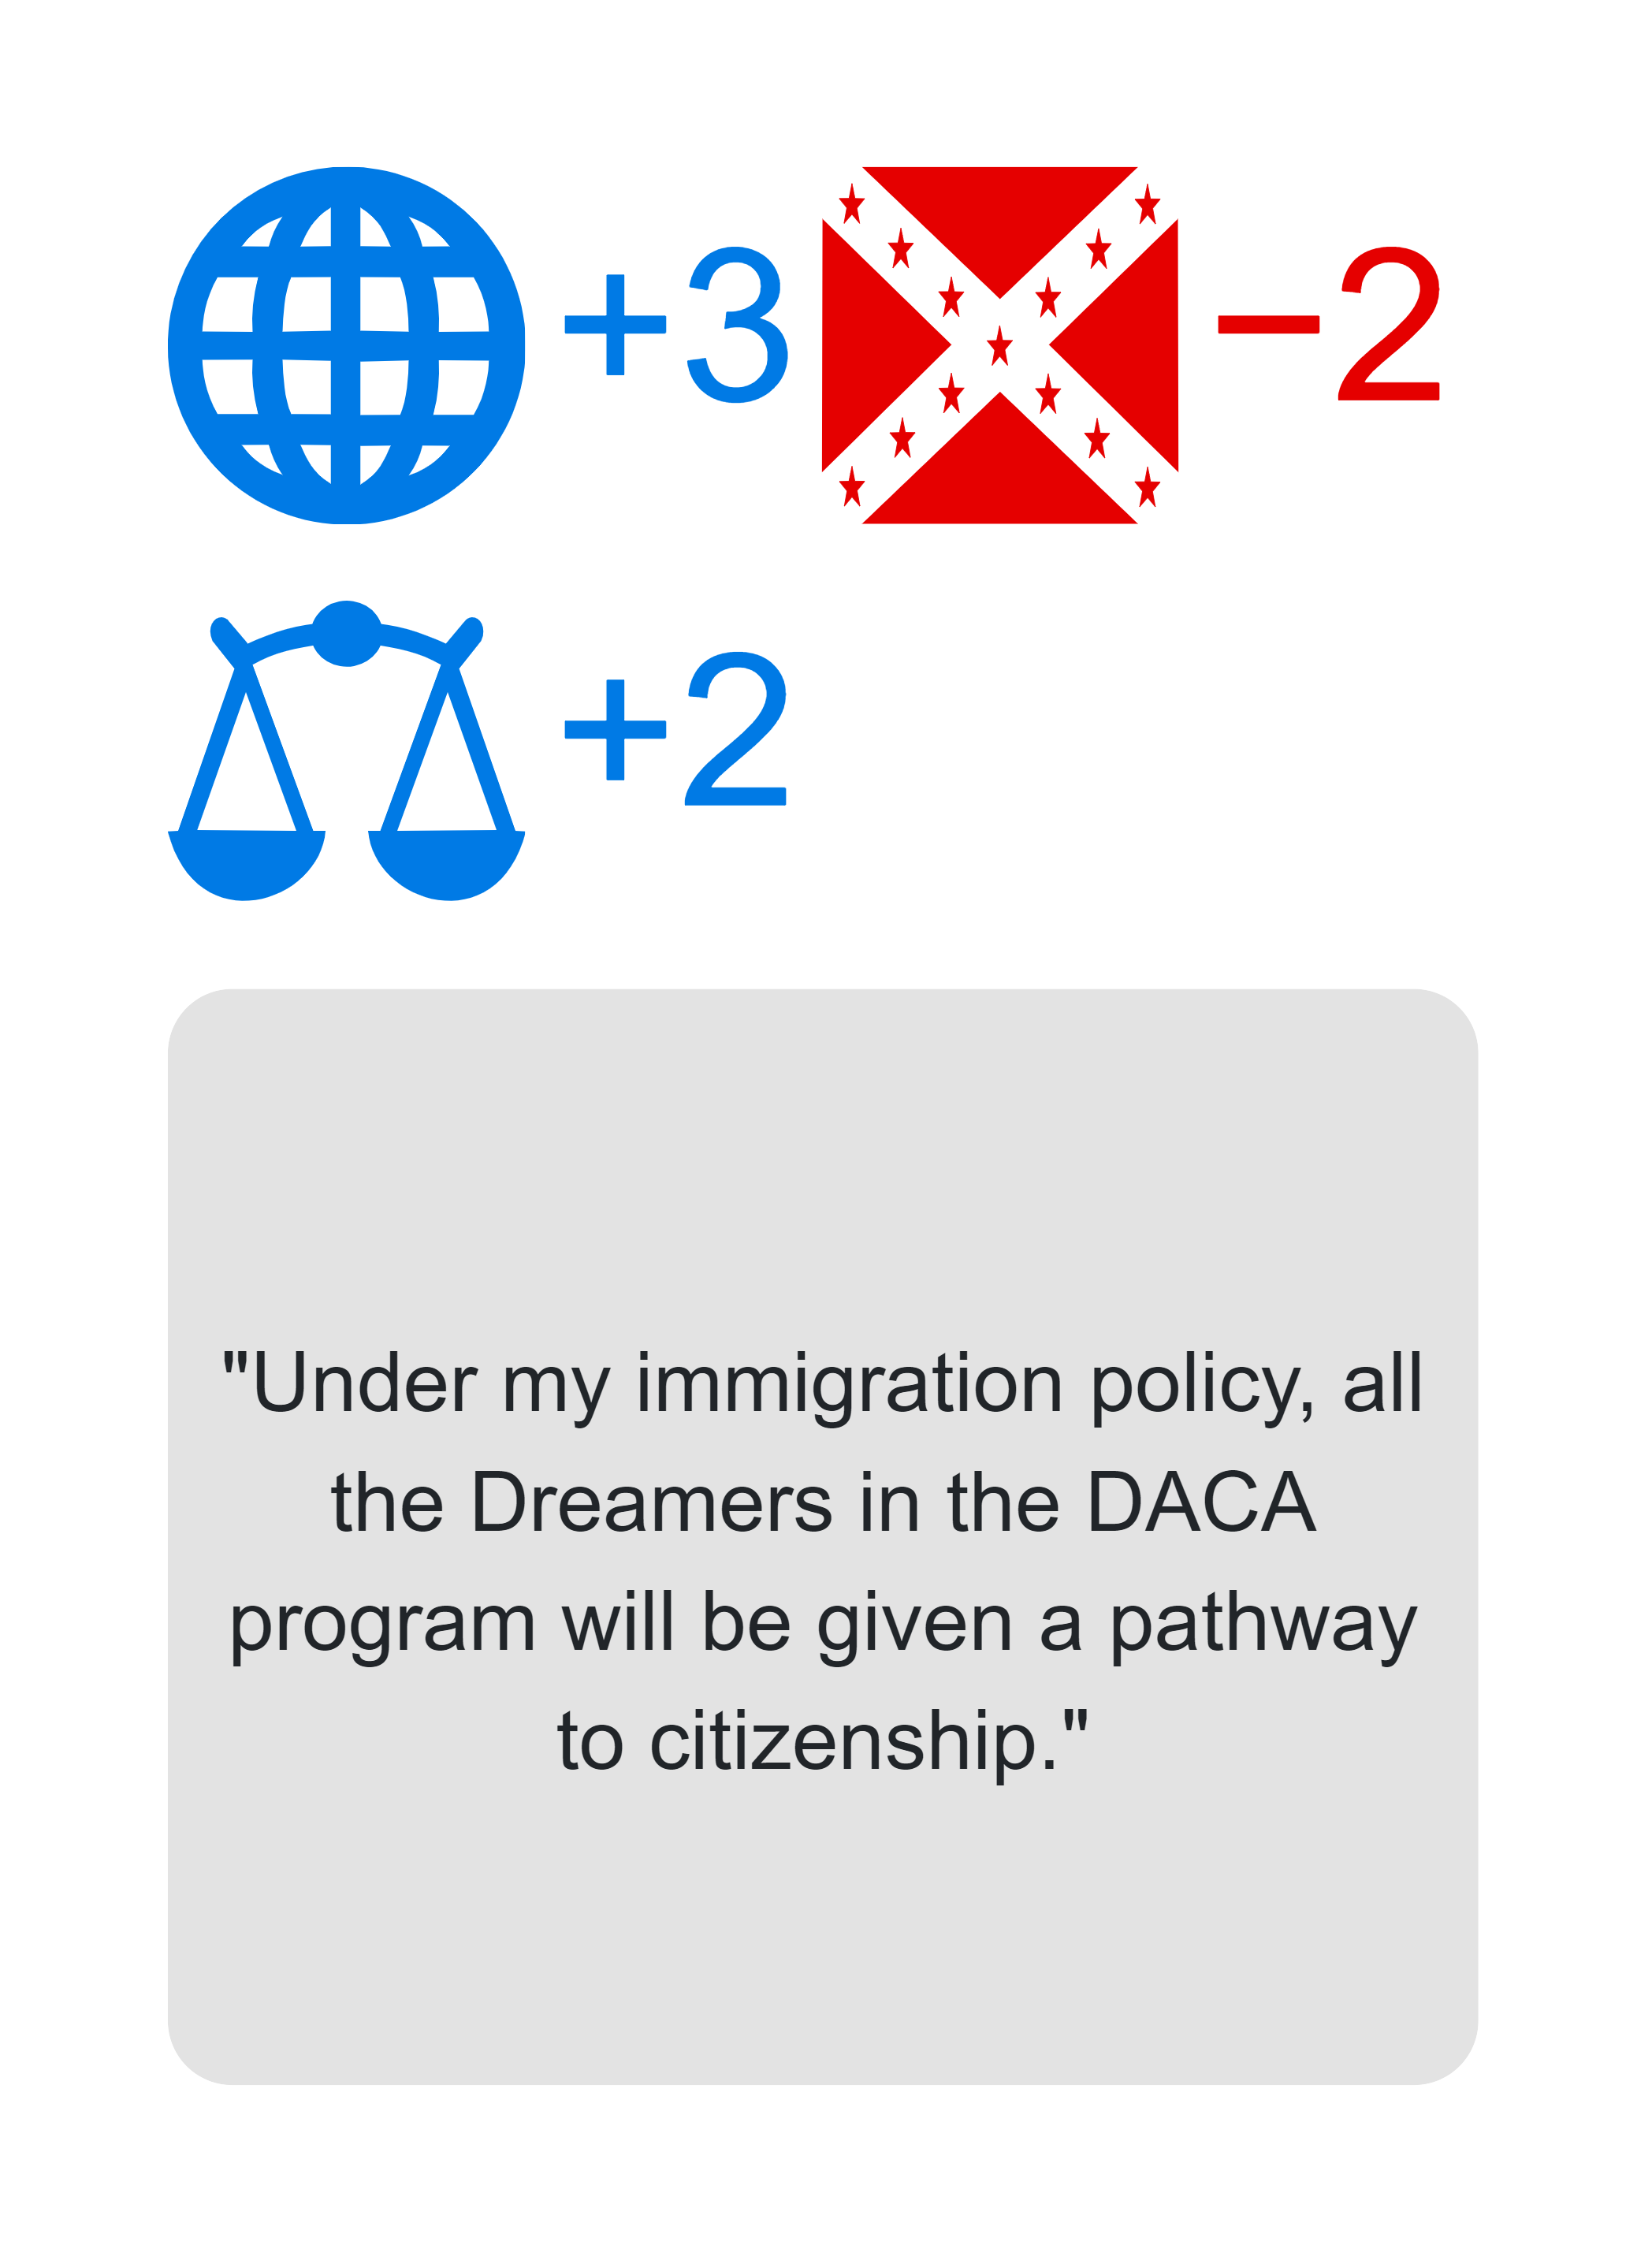 +3 −2
+2
"Under my immigration policy, all
the Dreamers in the DACA
program will be given a pathway
to citizenship."